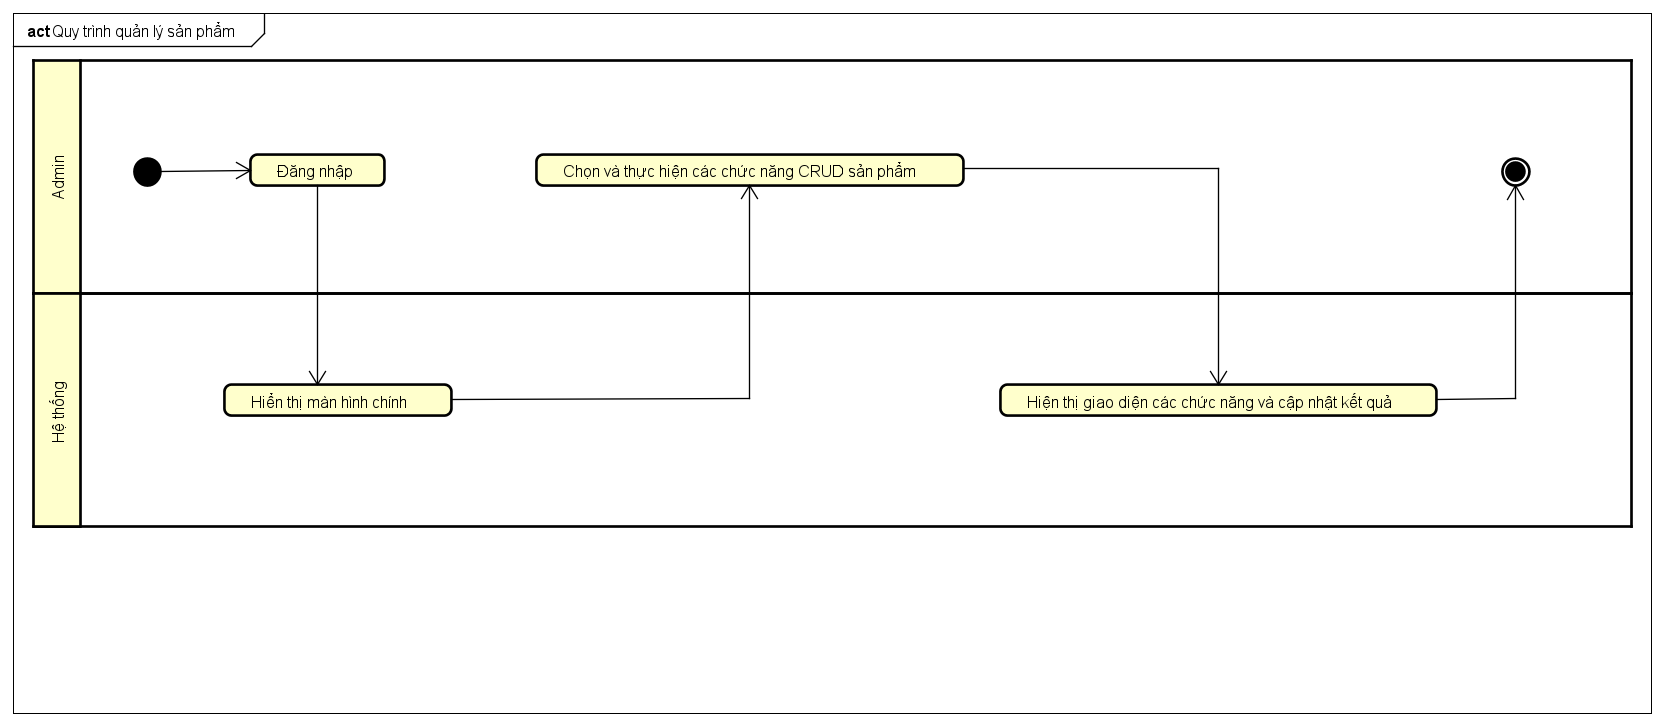 act Quy trình quản lý sản phẩm
Admin
Đăng nhập
Chọn và thực hiện các chức năng CRUD sản phẩm
Hệ thống
Hiển thị màn hình chính
Hiện thị giao diện các chức năng và cập nhật kết quả